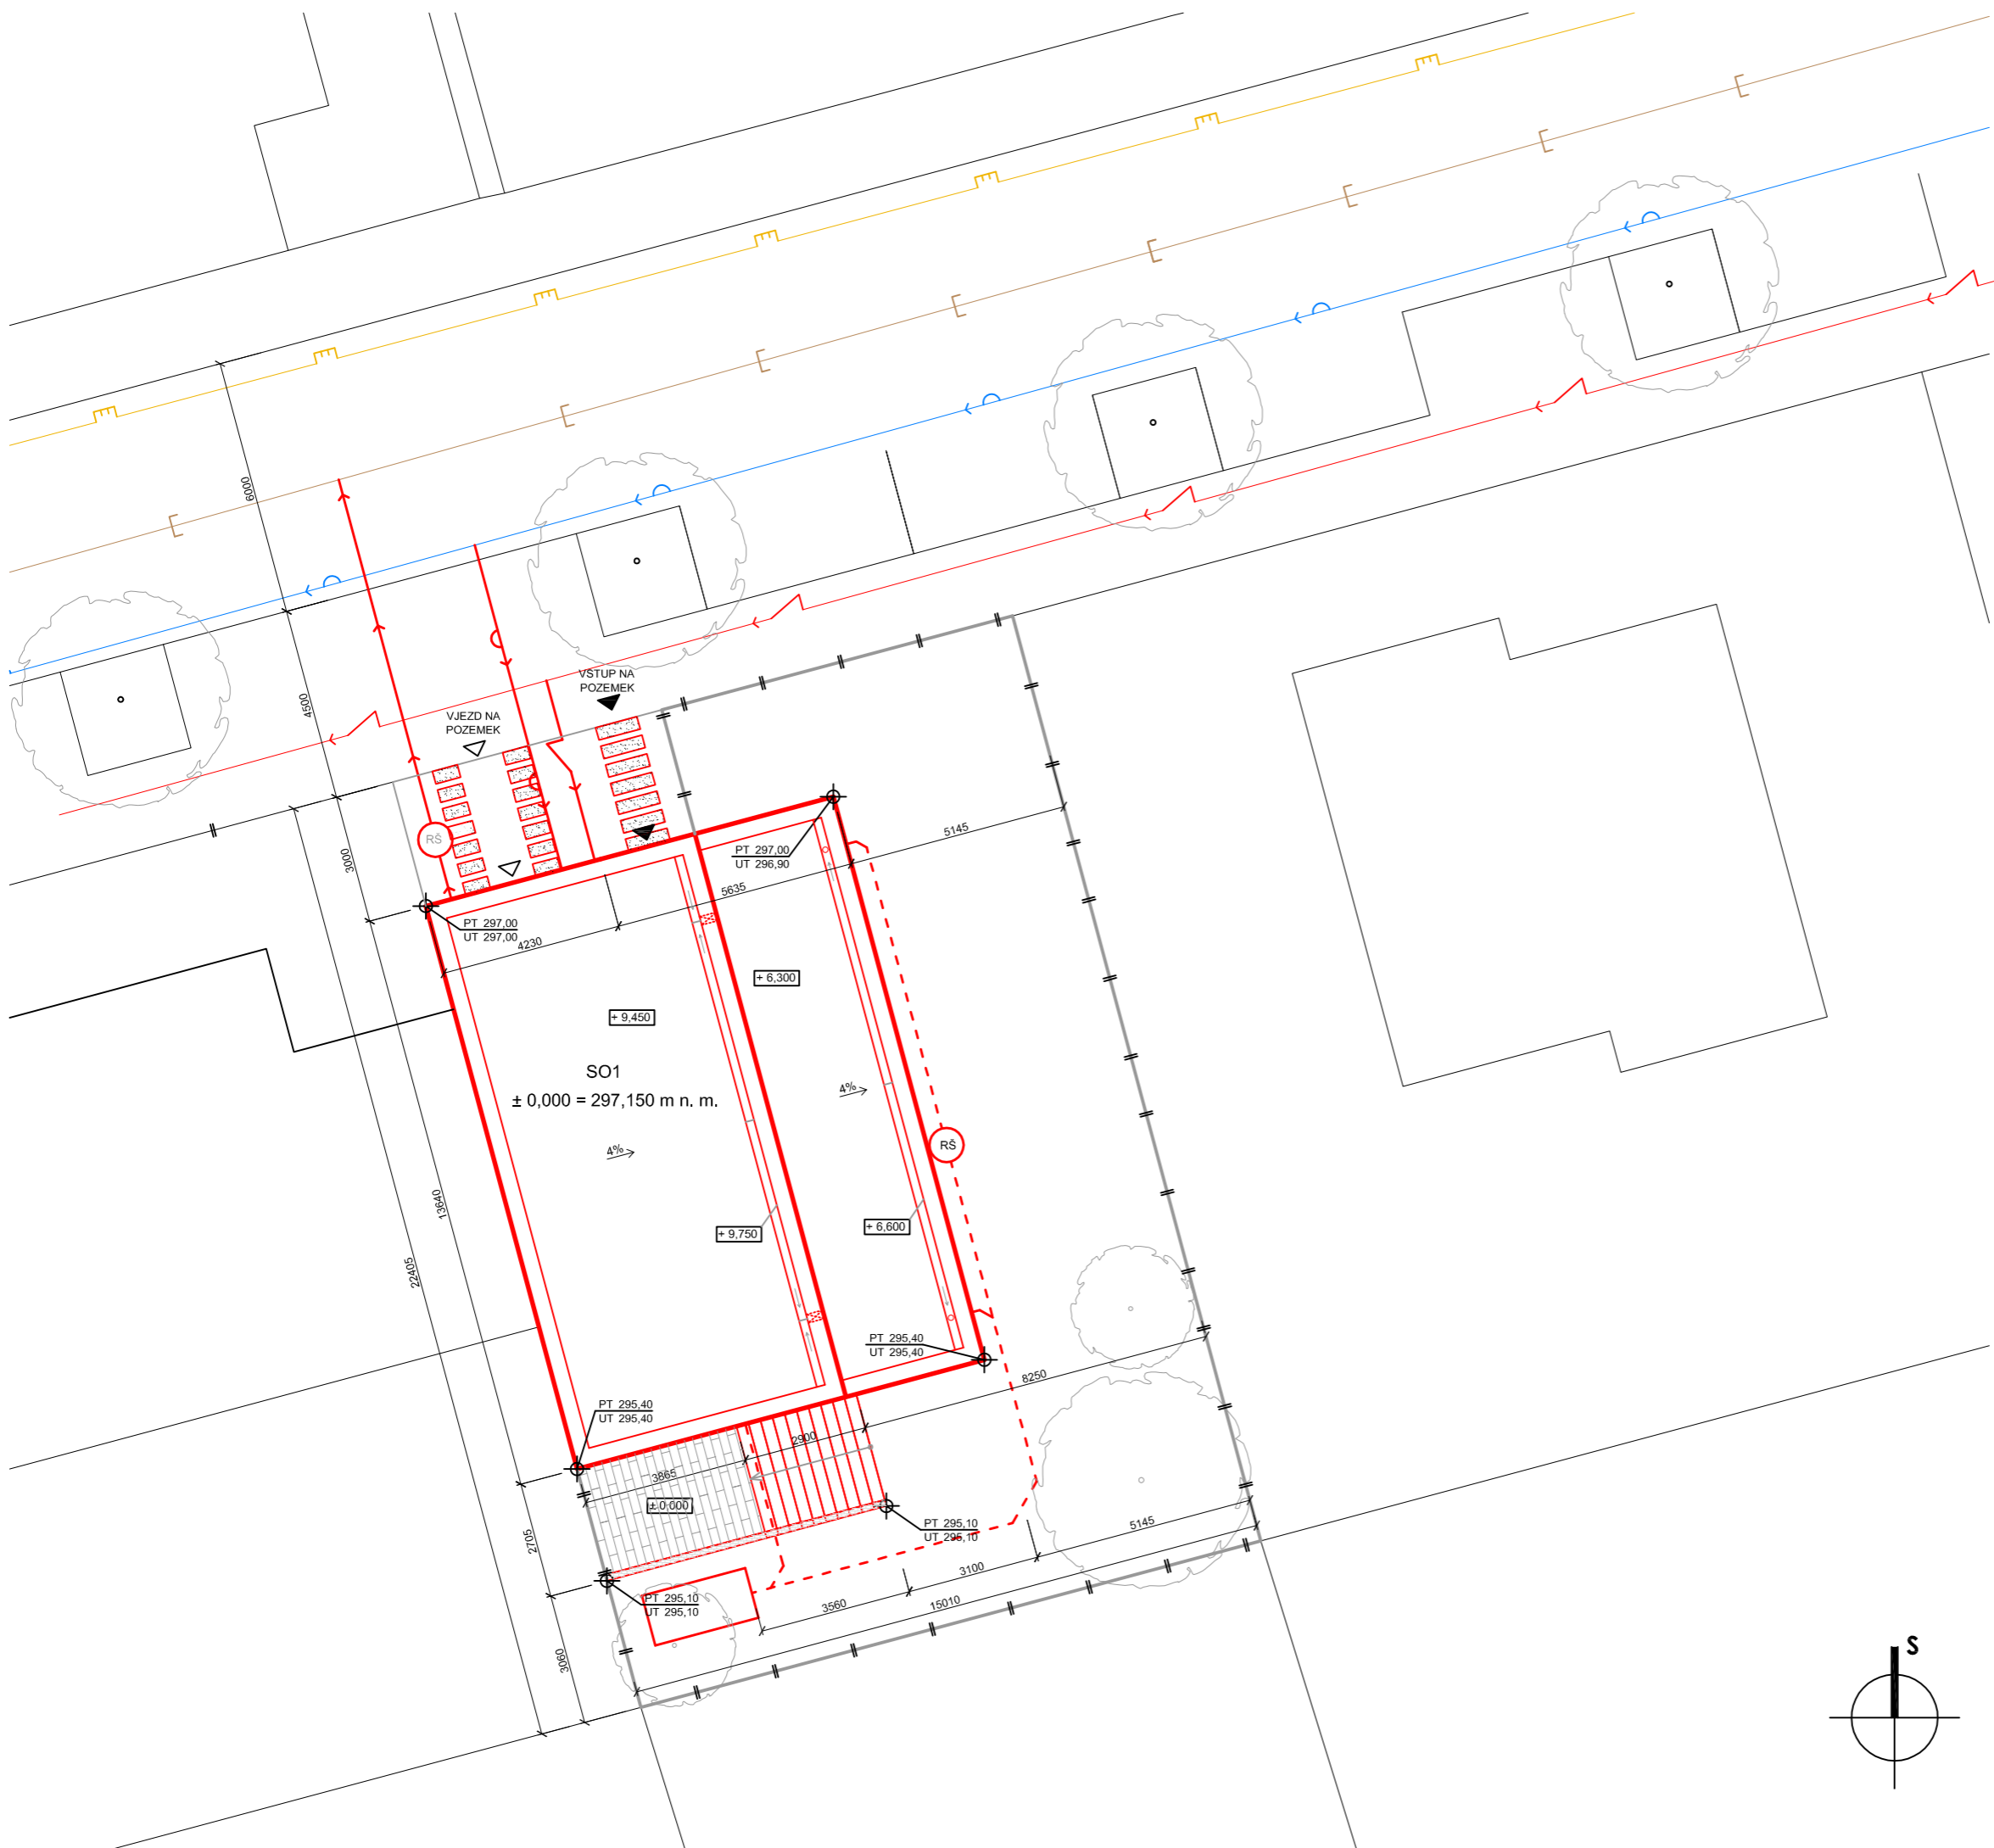 6000
4500
VSTUP NA
POZEMEK
VJEZD NA
POZEMEK
3000
RŠ
PT 297,00
UT 296,90
5145
5635
PT 297,00
UT 297,00
4230
+ 6,300
+ 9,450
SO1
± 0,000 = 297,150 m n. m.
4%
4%
RŠ
13640
22405
+ 9,750
+ 6,600
PT 295,40
UT 295,40
8250
PT 295,40
UT 295,40
2900
3865
± 0,000
PT 295,10
UT 295,10
2705
5145
3100
3560
15010
PT 295,10
UT 295,10
3060
S